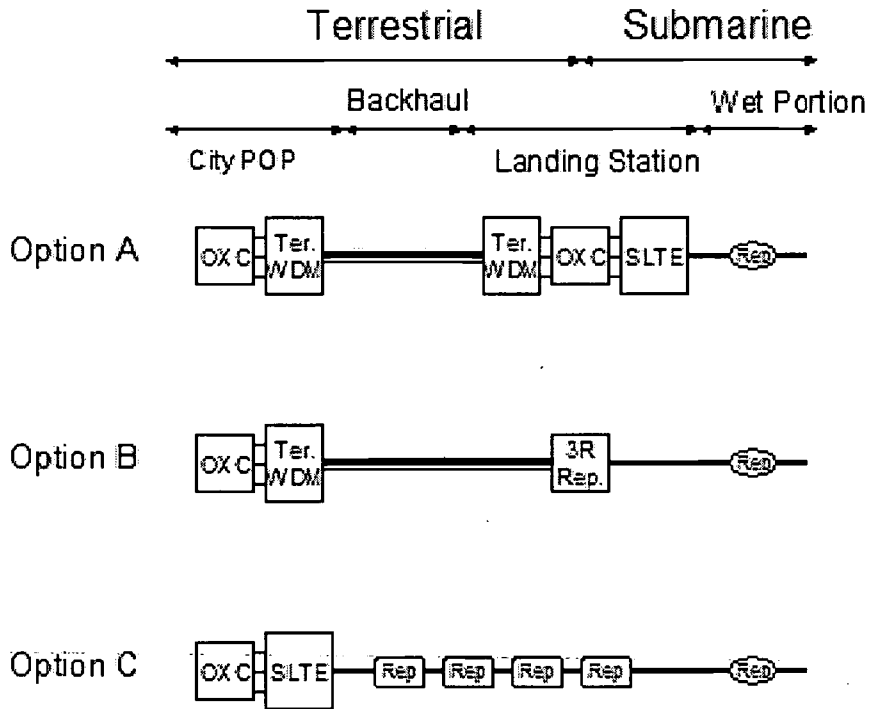 Terrestrial Submarine
Backhaul Wet Portion
City POP Landing Station
Option A OXC Ter. WDM Ter. WDM OXC SLTE Rep
Option B OXC Ter. WDM 3R Rep. Rep
Option C OXC SLTE Rep Rep Rep Rep Rep